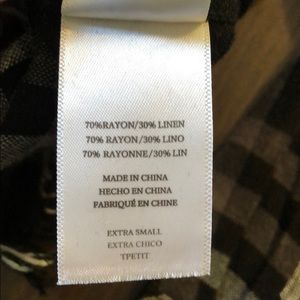 70%RAYON/30% LINEN
70% RAYON/30% LINO
70% RAYONNE/30% LIN
MADE IN CHINA
HECHO EN CHINA
FABRIQUÉ EN CHINE
EXTRA SMALL
EXTRA CHICO
TPETIT